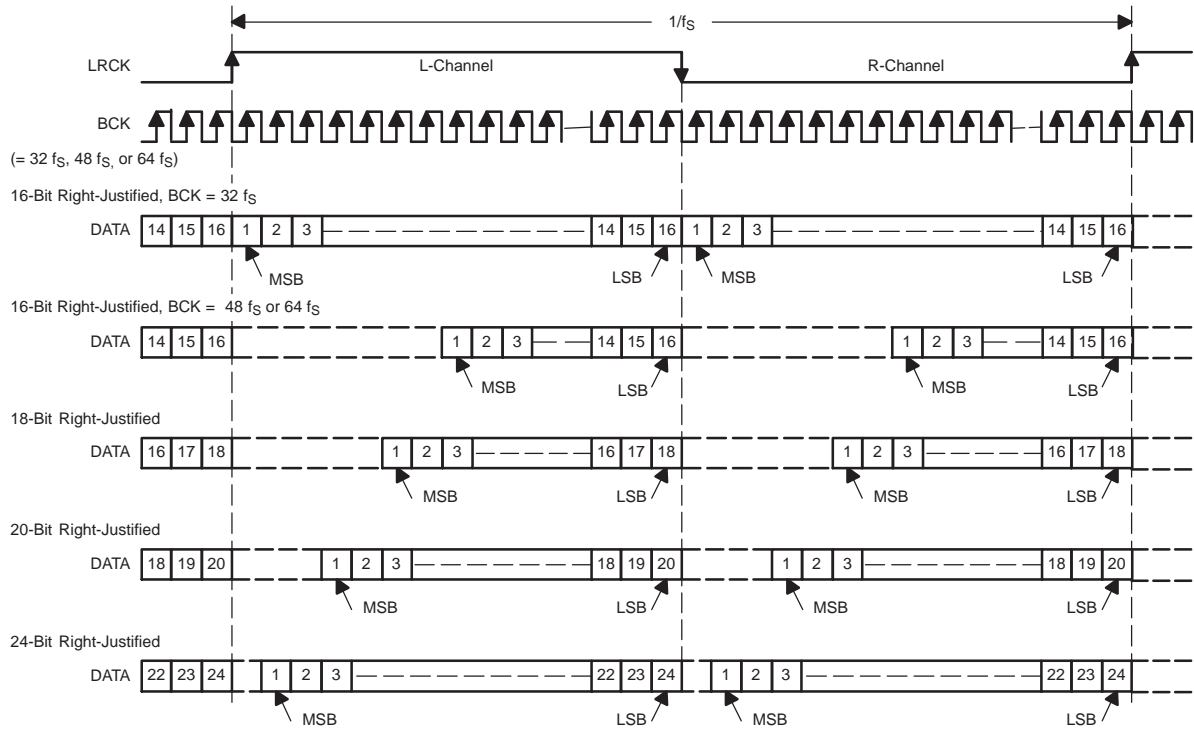 1/fS
LRCK L-Channel R-Channel
BCK
(= 32 fS, 48 fS, or 64 fS)
16-Bit Right-Justified, BCK = 32 fS
DATA 14 15 16 1 2 3 14 15 16 1 2 3 14 15 16
MSB LSB MSB LSB
16-Bit Right-Justified, BCK = 48 fS or 64 fS
DATA 14 15 16 1 2 3 14 15 16 1 2 3 14 15 16
MSB LSB MSB LSB
18-Bit Right-Justified
DATA 16 17 18 1 2 3 16 17 18 1 2 3 16 17 18
MSB LSB MSB LSB
20-Bit Right-Justified
DATA 18 19 20 1 2 3 18 19 20 1 2 3 18 19 20
MSB LSB MSB LSB
24-Bit Right-Justified
DATA 22 23 24 1 2 3 22 23 24 1 2 3 22 23 24
MSB LSB MSB LSB